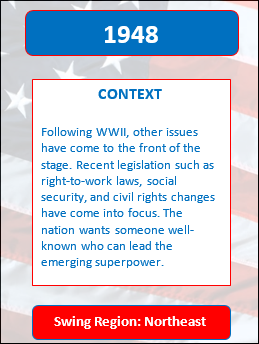 1948
CONTEXT
Following WWII, other issues
have come to the front of the
stage. Recent legislation such as
right-to-work laws, social
security, and civil rights changes
have come into focus. The
nation wants someone well-
known who can lead the
emerging superpower.
Swing Region: Northeast